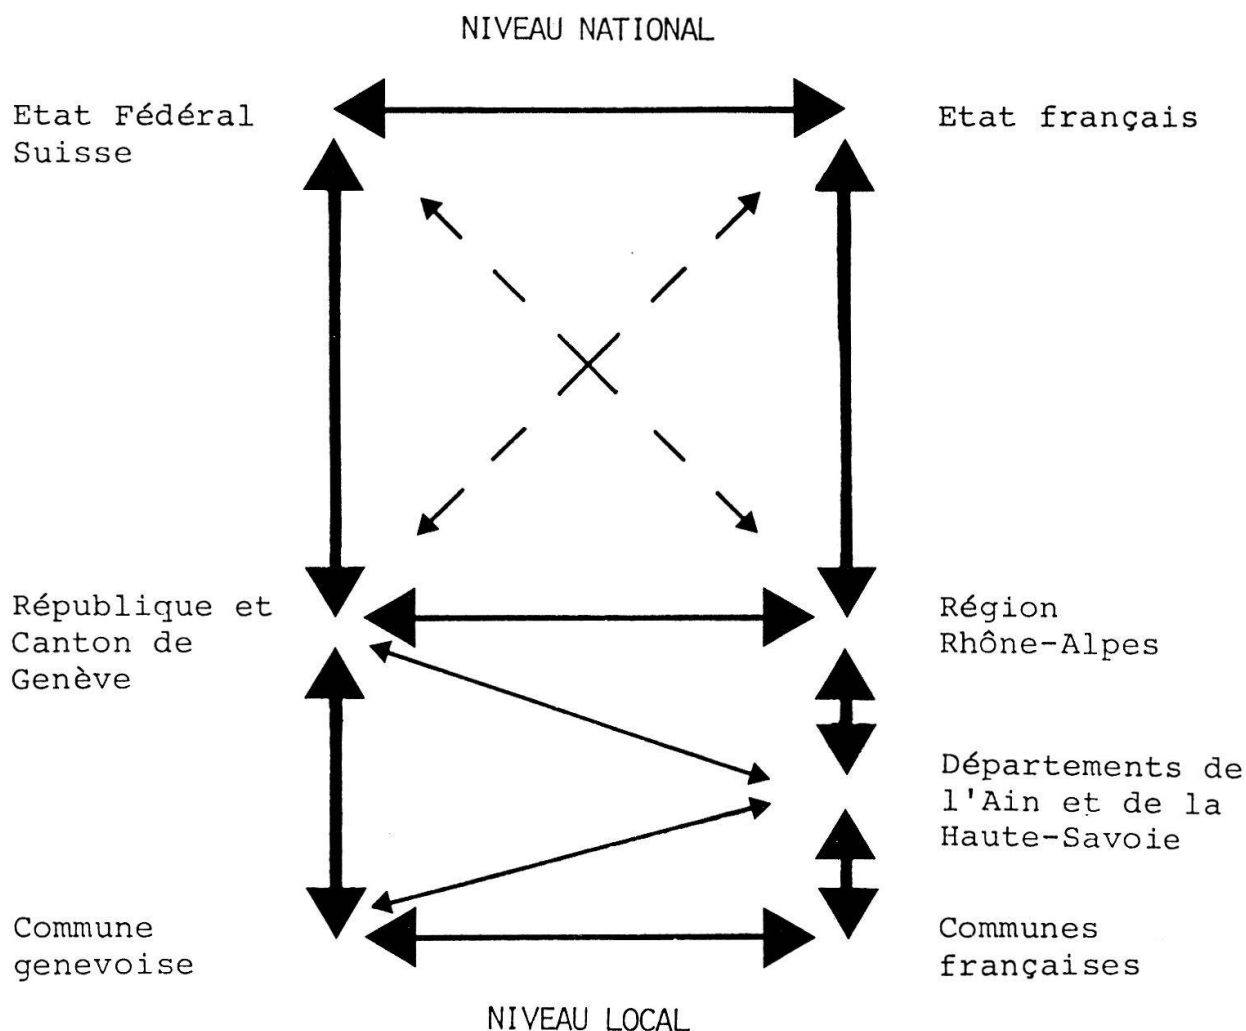 NIVEAU NATIONAL
Etat Fédéral
Suisse
Etat français
République et
Canton de
Genève
Région
Rhône-Alpes
Départements de
l'Ain et de la
Haute-Savoie
Commune
genevoise
Communes
françaises
NIVEAU LOCAL